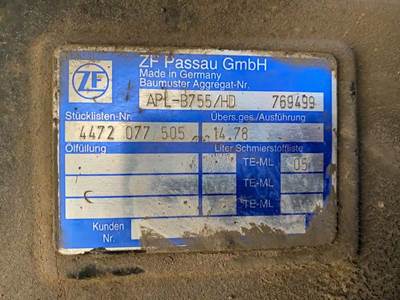 ZF
ZF Passau GmbH
Made in Germany
Baumuster Aggregat-Nr.
APL-B755/HD 769499
Stücklisten-Nr. Übers.ges./Ausführung
4472 077 505 14.78
Ölfüllung Liter Schmierstoffliste
TE-ML 05
TE-ML
TE-ML
Kunden
Nr.